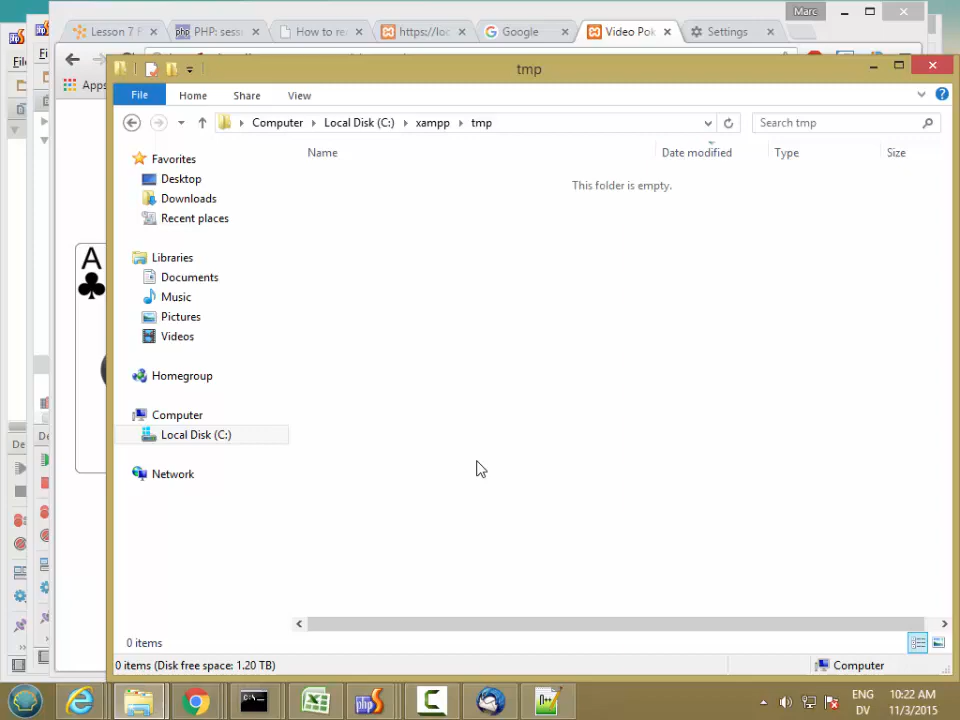 Marc
Lesson 7 F
PHP: sessi
How to re
https://loc
Google
Video Pok
Settings
Apps
tmp
File
Home
Share
View
Computer
Local Disk (C:)
xampp
tmp
Search tmp
Name
Date modified
Type
Size
This folder is empty.
Favorites
Desktop
Downloads
Recent places
Libraries
Documents
Music
Pictures
Videos
Homegroup
Computer
Local Disk (C:)
Network
A
De
De
0 items
0 items (Disk free space: 1.20 TB)
Computer
ENG
DV
10:22 AM
11/3/2015